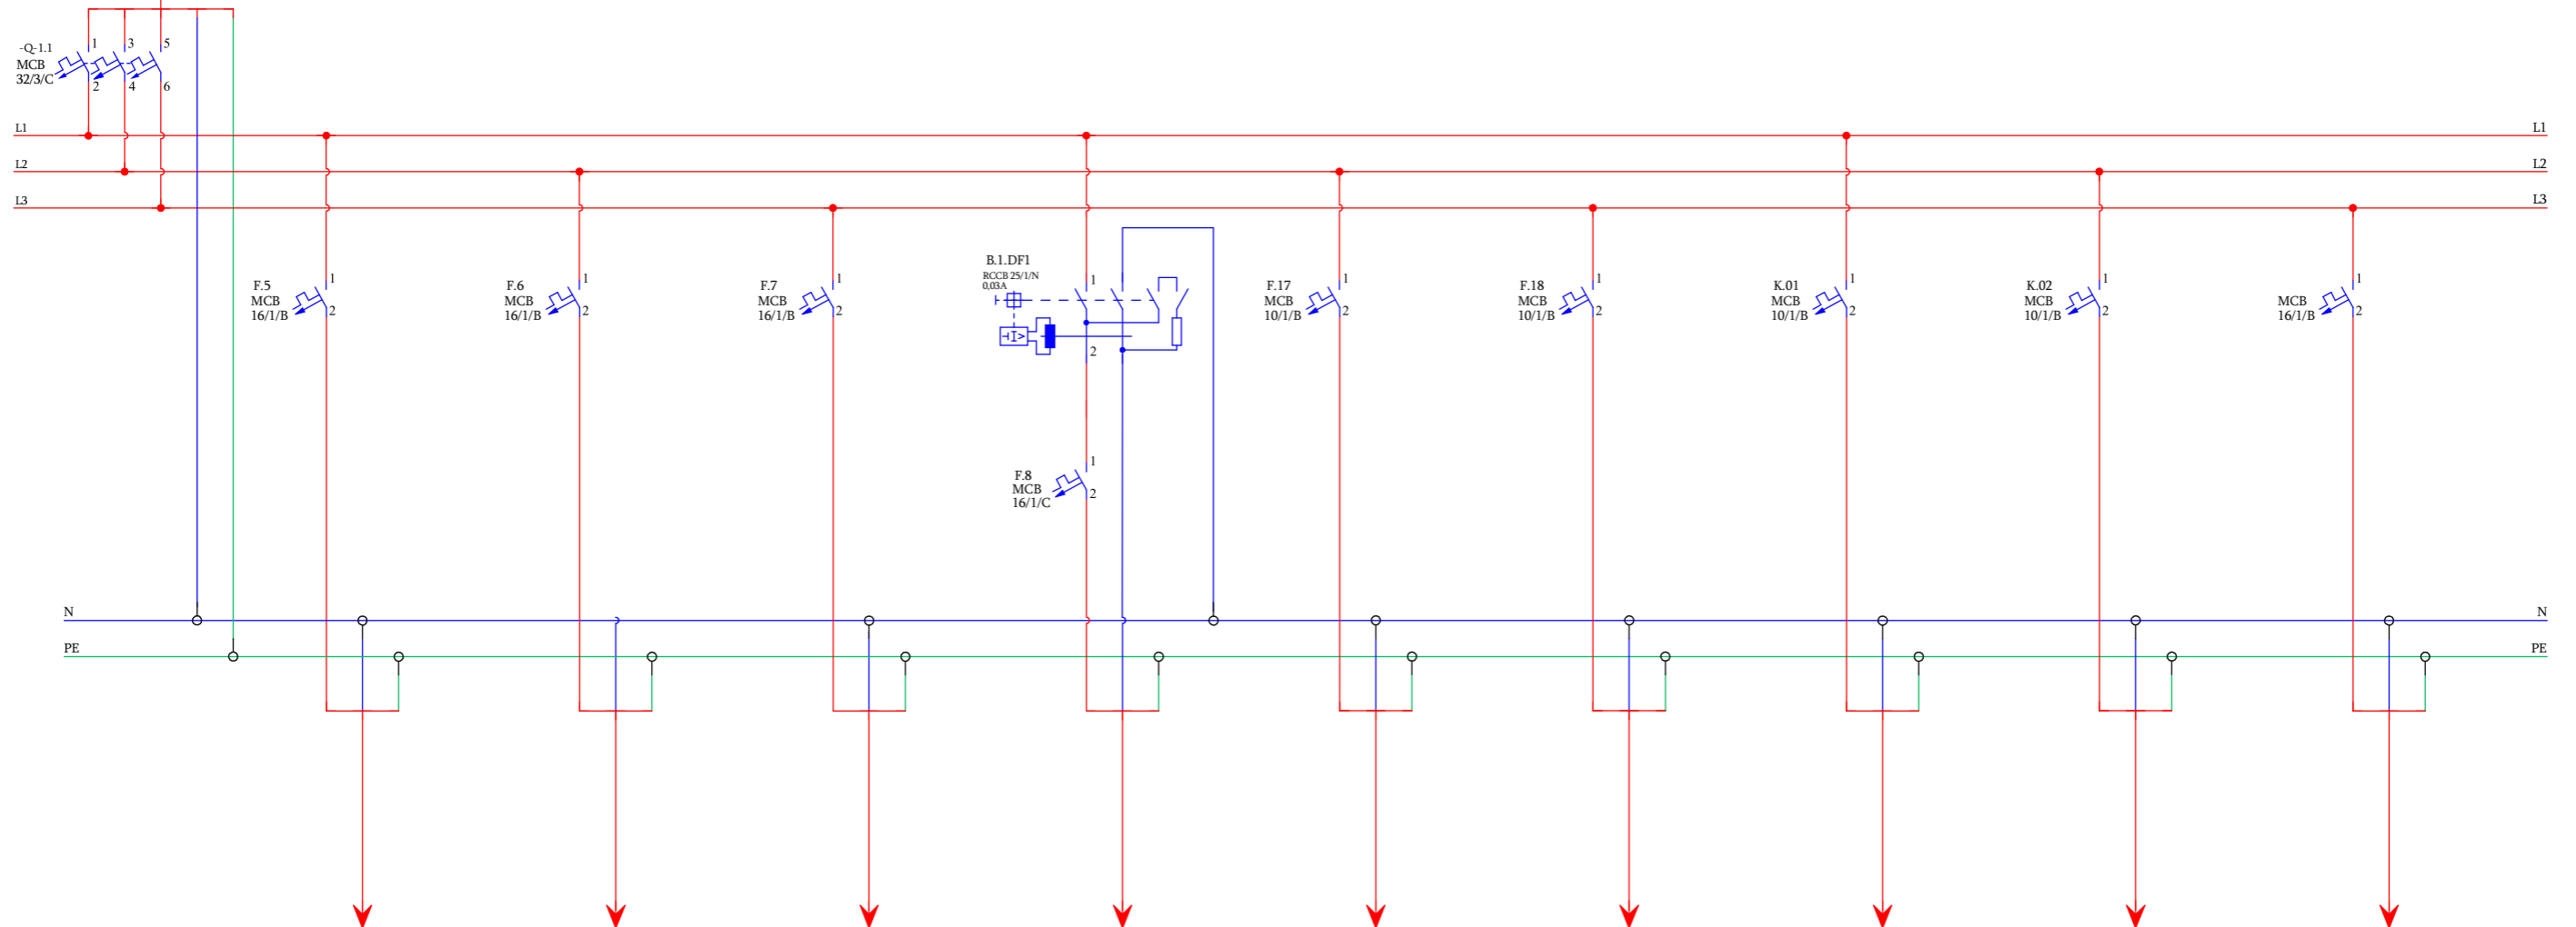 -Q-1.1
MCB
32/3/C
1
3
5
2
4
6
L1
L1
L2
L2
L3
L3
F.5
MCB
16/1/B
1
2
F.6
MCB
16/1/B
1
2
F.7
MCB
16/1/B
1
2
B.1.DF1
RCCB 25/1/N
0,03A
1
2
I>
F.8
MCB
16/1/C
1
2
F.17
MCB
10/1/B
1
2
F.18
MCB
10/1/B
1
2
K.01
MCB
10/1/B
1
2
K.02
MCB
10/1/B
1
2
MCB
16/1/B
1
2
N
N
PE
PE